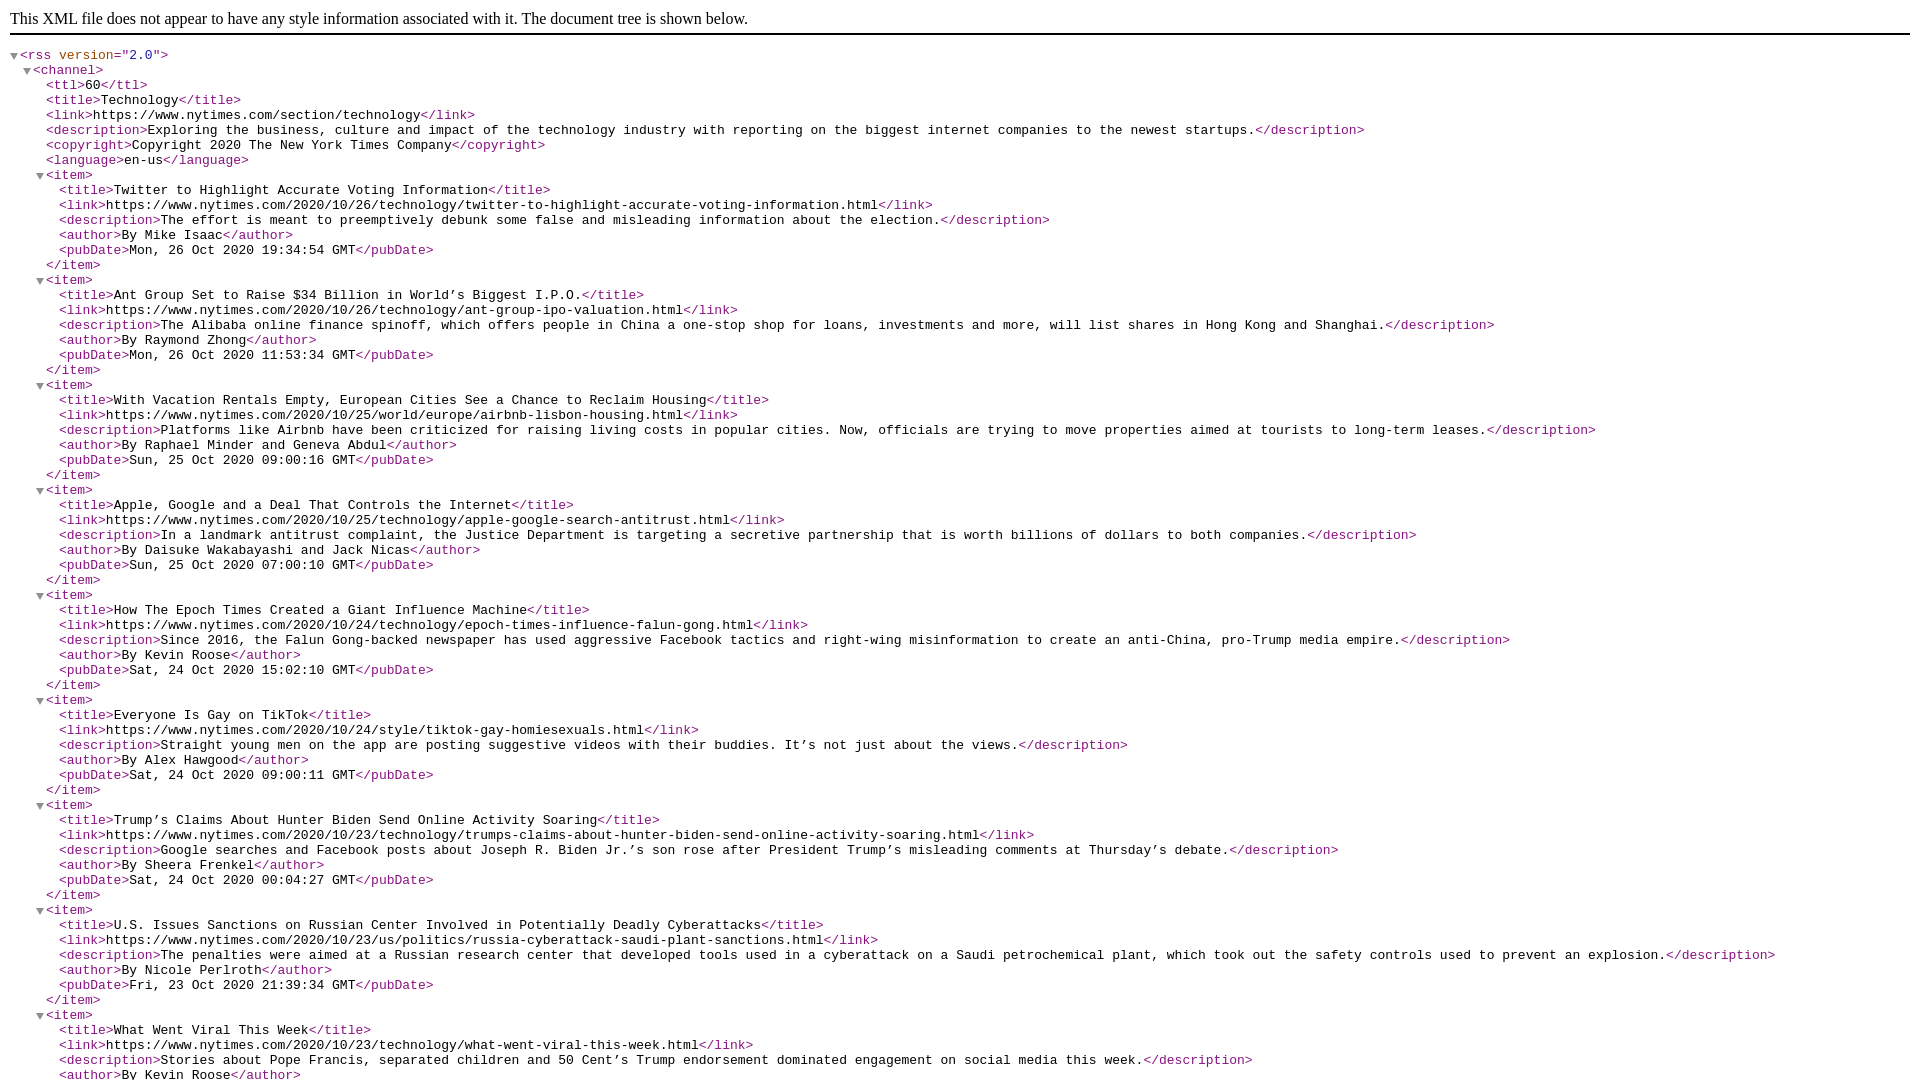 This XML file does not appear to have any style information associated with it. The document tree is shown below.
<rss version="2.0">
<channel>
<ttl>60</ttl>
<title>Technology</title>
<link>https://www.nytimes.com/section/technology</link>
<description>Exploring the business, culture and impact of the technology industry with reporting on the biggest internet companies to the newest startups.</description>
<copyright>Copyright 2020 The New York Times Company</copyright>
<language>en-us</language>
<item>
<title>Twitter to Highlight Accurate Voting Information</title>
<link>https://www.nytimes.com/2020/10/26/technology/twitter-to-highlight-accurate-voting-information.html</link>
<description>The effort is meant to preemptively debunk some false and misleading information about the election.</description>
<author>By Mike Isaac</author>
<pubDate>Mon, 26 Oct 2020 19:34:54 GMT</pubDate>
</item>
<item>
<title>Ant Group Set to Raise $34 Billion in World’s Biggest I.P.O.</title>
<link>https://www.nytimes.com/2020/10/26/technology/ant-group-ipo-valuation.html</link>
<description>The Alibaba online finance spinoff, which offers people in China a one-stop shop for loans, investments and more, will list shares in Hong Kong and Shanghai.</description>
<author>By Raymond Zhong</author>
<pubDate>Mon, 26 Oct 2020 11:53:34 GMT</pubDate>
</item>
<item>
<title>With Vacation Rentals Empty, European Cities See a Chance to Reclaim Housing</title>
<link>https://www.nytimes.com/2020/10/25/world/europe/airbnb-lisbon-housing.html</link>
<description>Platforms like Airbnb have been criticized for raising living costs in popular cities. Now, officials are trying to move properties aimed at tourists to long-term leases.</description>
<author>By Raphael Minder and Geneva Abdul</author>
<pubDate>Sun, 25 Oct 2020 09:00:16 GMT</pubDate>
</item>
<item>
<title>Apple, Google and a Deal That Controls the Internet</title>
<link>https://www.nytimes.com/2020/10/25/technology/apple-google-search-antitrust.html</link>
<description>In a landmark antitrust complaint, the Justice Department is targeting a secretive partnership that is worth billions of dollars to both companies.</description>
<author>By Daisuke Wakabayashi and Jack Nicas</author>
<pubDate>Sun, 25 Oct 2020 07:00:10 GMT</pubDate>
</item>
<item>
<title>How The Epoch Times Created a Giant Influence Machine</title>
<link>https://www.nytimes.com/2020/10/24/technology/epoch-times-influence-falun-gong.html</link>
<description>Since 2016, the Falun Gong-backed newspaper has used aggressive Facebook tactics and right-wing misinformation to create an anti-China, pro-Trump media empire.</description>
<author>By Kevin Roose</author>
<pubDate>Sat, 24 Oct 2020 15:02:10 GMT</pubDate>
</item>
<item>
<title>Everyone Is Gay on TikTok</title>
<link>https://www.nytimes.com/2020/10/24/style/tiktok-gay-homiesexuals.html</link>
<description>Straight young men on the app are posting suggestive videos with their buddies. It’s not just about the views.</description>
<author>By Alex Hawgood</author>
<pubDate>Sat, 24 Oct 2020 09:00:11 GMT</pubDate>
</item>
<item>
<title>Trump’s Claims About Hunter Biden Send Online Activity Soaring</title>
<link>https://www.nytimes.com/2020/10/23/technology/trumps-claims-about-hunter-biden-send-online-activity-soaring.html</link>
<description>Google searches and Facebook posts about Joseph R. Biden Jr.’s son rose after President Trump’s misleading comments at Thursday’s debate.</description>
<author>By Sheera Frenkel</author>
<pubDate>Sat, 24 Oct 2020 00:04:27 GMT</pubDate>
</item>
<item>
<title>U.S. Issues Sanctions on Russian Center Involved in Potentially Deadly Cyberattacks</title>
<link>https://www.nytimes.com/2020/10/23/us/politics/russia-cyberattack-saudi-plant-sanctions.html</link>
<description>The penalties were aimed at a Russian research center that developed tools used in a cyberattack on a Saudi petrochemical plant, which took out the safety controls used to prevent an explosion.</description>
<author>By Nicole Perlroth</author>
<pubDate>Fri, 23 Oct 2020 21:39:34 GMT</pubDate>
</item>
<item>
<title>What Went Viral This Week</title>
<link>https://www.nytimes.com/2020/10/23/technology/what-went-viral-this-week.html</link>
<description>Stories about Pope Francis, separated children and 50 Cent’s Trump endorsement dominated engagement on social media this week.</description>
<author>By Kevin Roose</author>